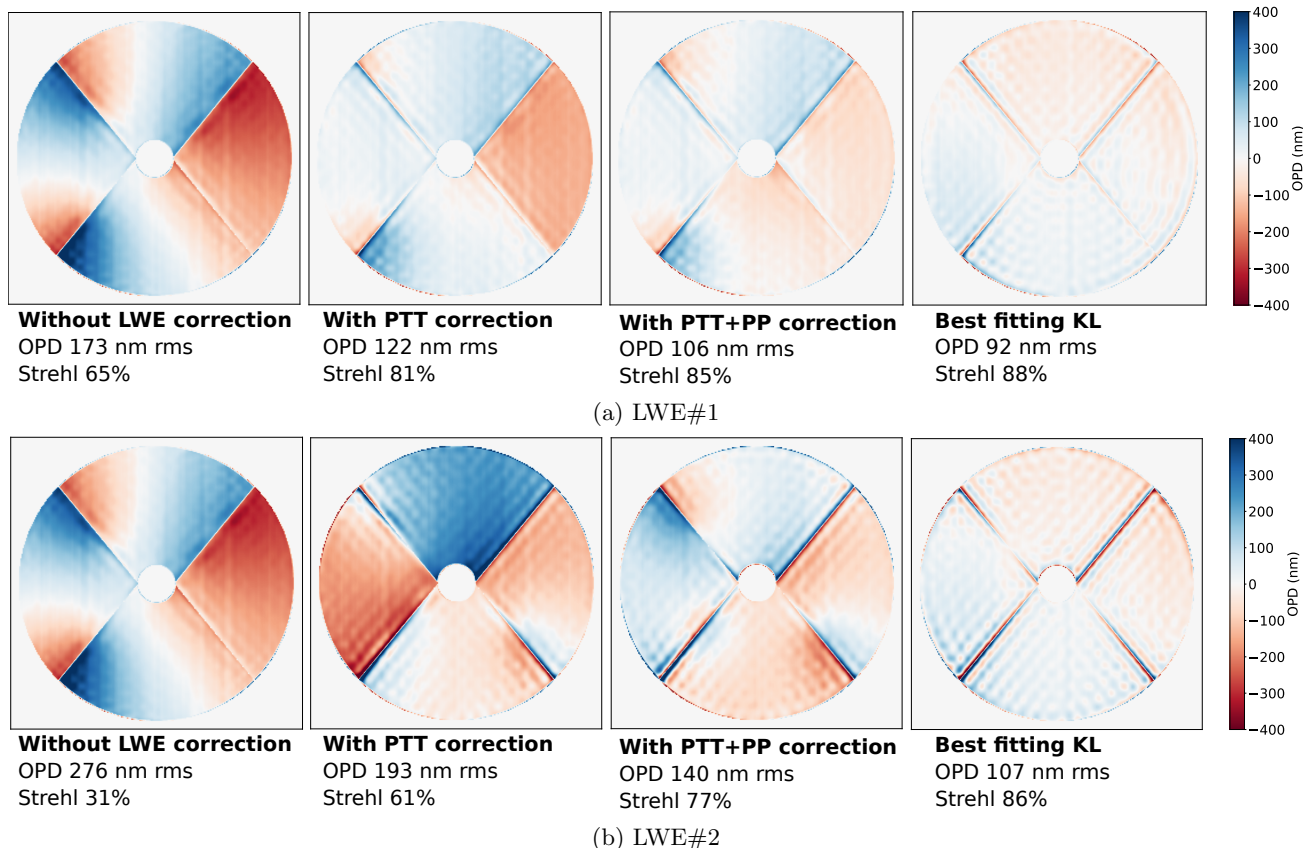 400
300
200
100
0
−100
−200
−300
−400
OPD (nm)
Without LWE correction
OPD 173 nm rms
Strehl 65%
With PTT correction
OPD 122 nm rms
Strehl 81%
With PTT+PP correction
OPD 106 nm rms
Strehl 85%
Best fitting KL
OPD 92 nm rms
Strehl 88%
(a) LWE#1
400
300
200
100
0
−100
−200
−300
−400
OPD (nm)
Without LWE correction
OPD 276 nm rms
Strehl 31%
With PTT correction
OPD 193 nm rms
Strehl 61%
With PTT+PP correction
OPD 140 nm rms
Strehl 77%
Best fitting KL
OPD 107 nm rms
Strehl 86%
(b) LWE#2